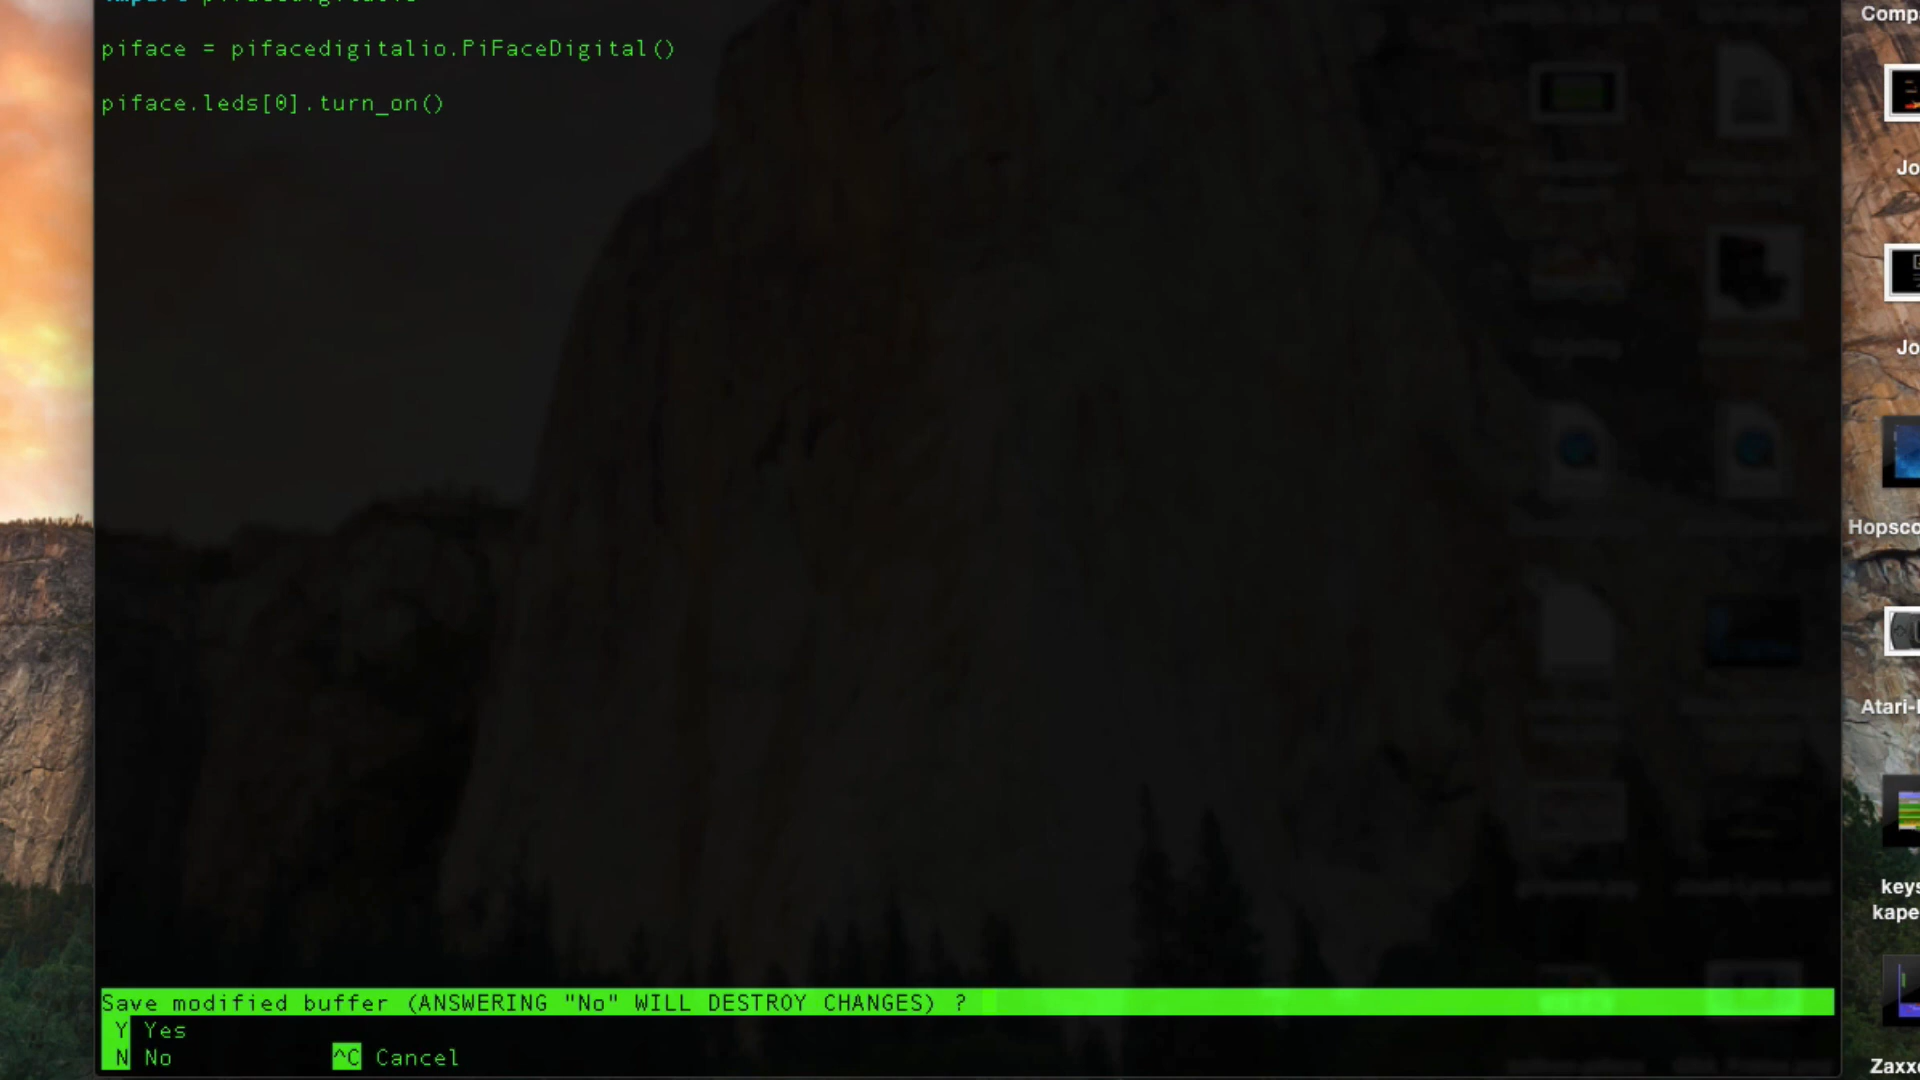 piface = pifacedigitalio.PiFaceDigital()
piface.leds[0].turn_on()
Save modified buffer (ANSWERING "No" WILL DESTROY CHANGES) ?
Y Yes
N No ^C Cancel
Comp
Jo
Jo
Hopsco
Atari-
keys
kape
Zaxx